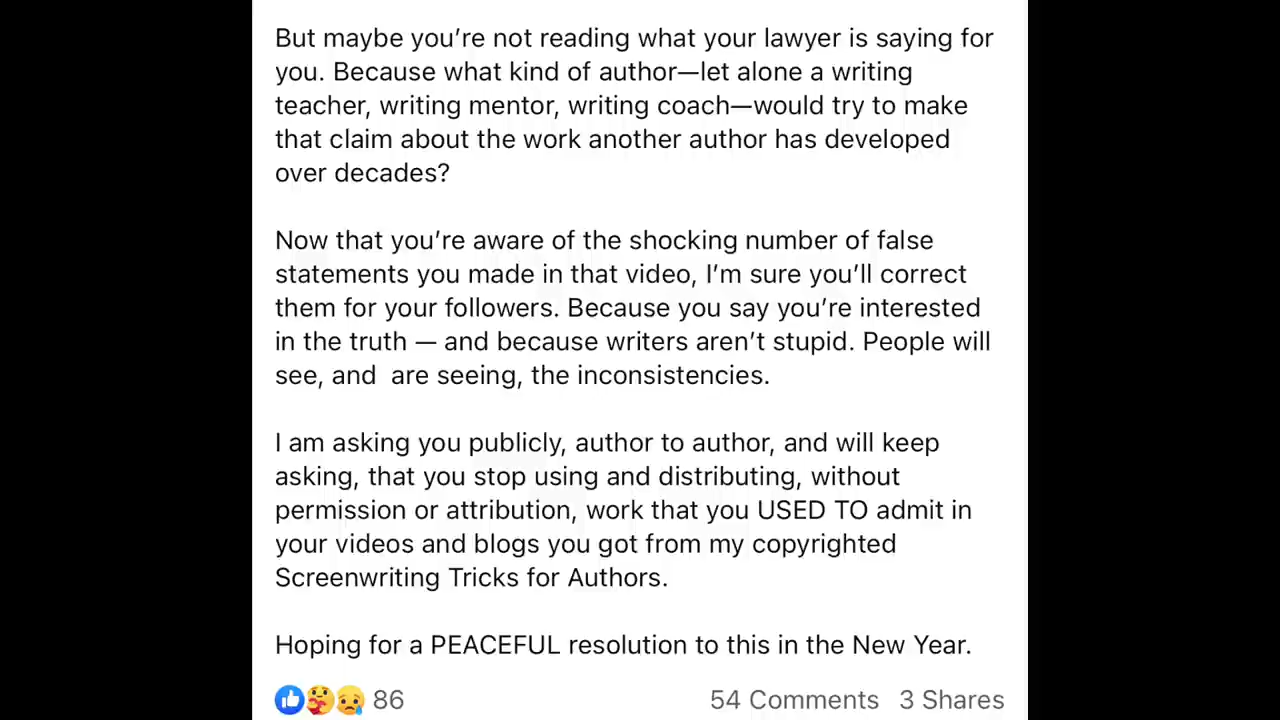 But maybe you’re not reading what your lawyer is saying for
you. Because what kind of author—let alone a writing
teacher, writing mentor, writing coach—would try to make
that claim about the work another author has developed
over decades?
Now that you’re aware of the shocking number of false
statements you made in that video, I’m sure you’ll correct
them for your followers. Because you say you’re interested
in the truth — and because writers aren’t stupid. People will
see, and  are seeing, the inconsistencies.
I am asking you publicly, author to author, and will keep
asking, that you stop using and distributing, without
permission or attribution, work that you USED TO admit in
your videos and blogs you got from my copyrighted
Screenwriting Tricks for Authors.
Hoping for a PEACEFUL resolution to this in the New Year.
86 54 Comments 3 Shares